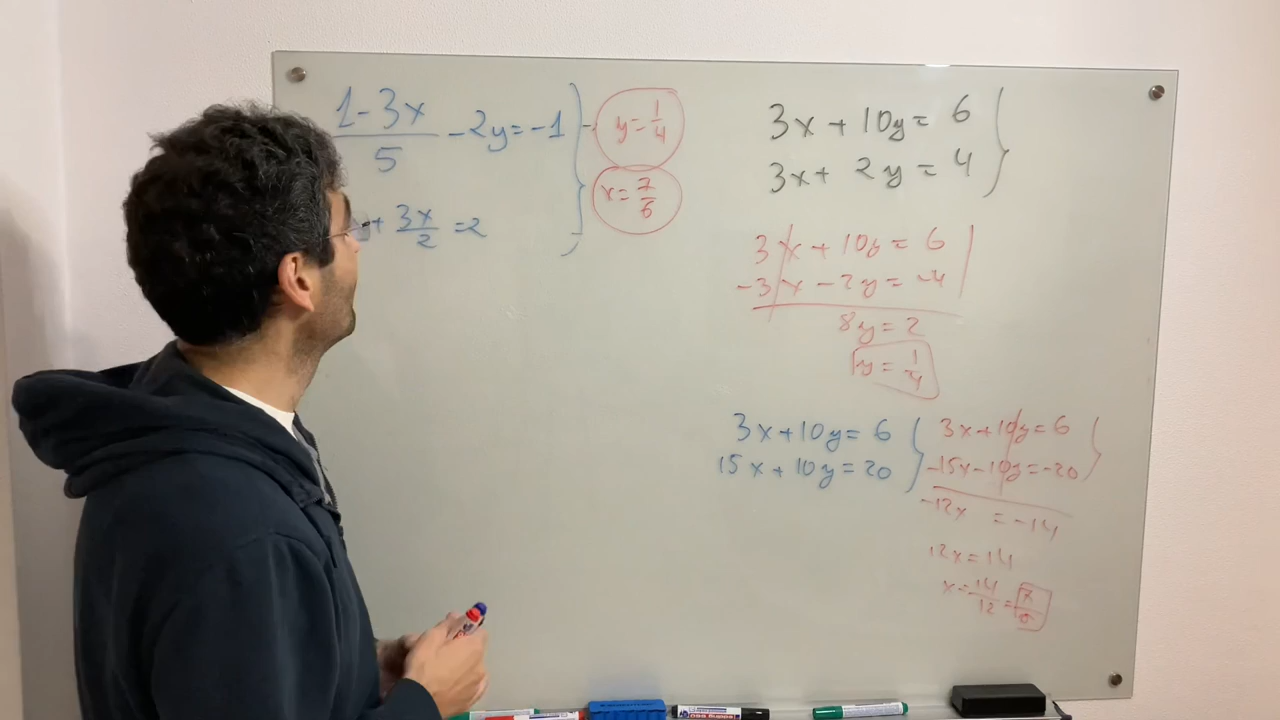 1-3x
5
-2y=-1
+ 3x/2 =2
y=1/4
x=7/6
3x+10y=6
3x+2y=4
3x+10y=6
-3x-2y=-4
8y=2
y=1/4
3x+10y=6
15x+10y=20
3x+10y=6
-15x-10y=-20
-12x =-14
12x=14
x=14/12=7/6